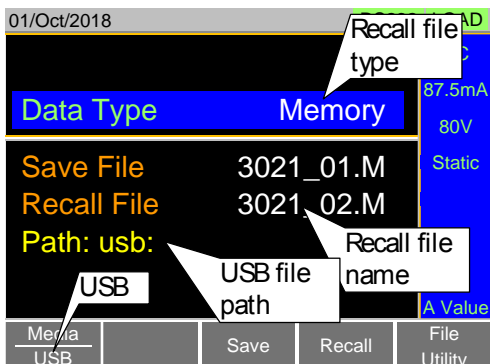 01/Oct/2018
Recall file
type
87.5mA
80V
Data Type Memory
Static
Save File 3021_01.M
Recall File 3021_02.M
Path: usb:
Recall file
name
USB file
path
USB
A Value
Media
USB
Save
Recall
File
Utility